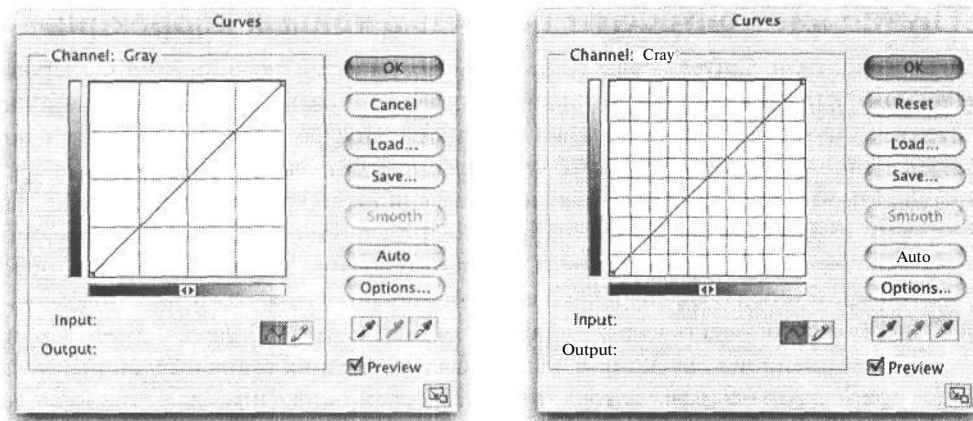 Curves
Channel: Gray
OK
Cancel
Load...
Save...
Smooth
Auto
Options...
Input:
Output:
Preview
Curves
Channel: Cray
OK
Reset
Load...
Save...
Smooth
Auto
Options...
Input:
Output:
Preview